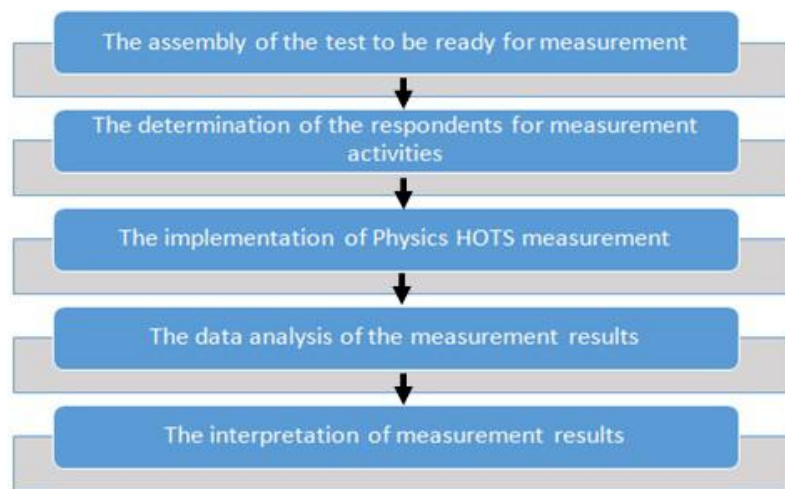 The assembly of the test to be ready for measurement
The determination of the respondents for measurement
activities
The implementation of Physics HOTS measurement
The data analysis of the measurement results
The interpretation of measurement results